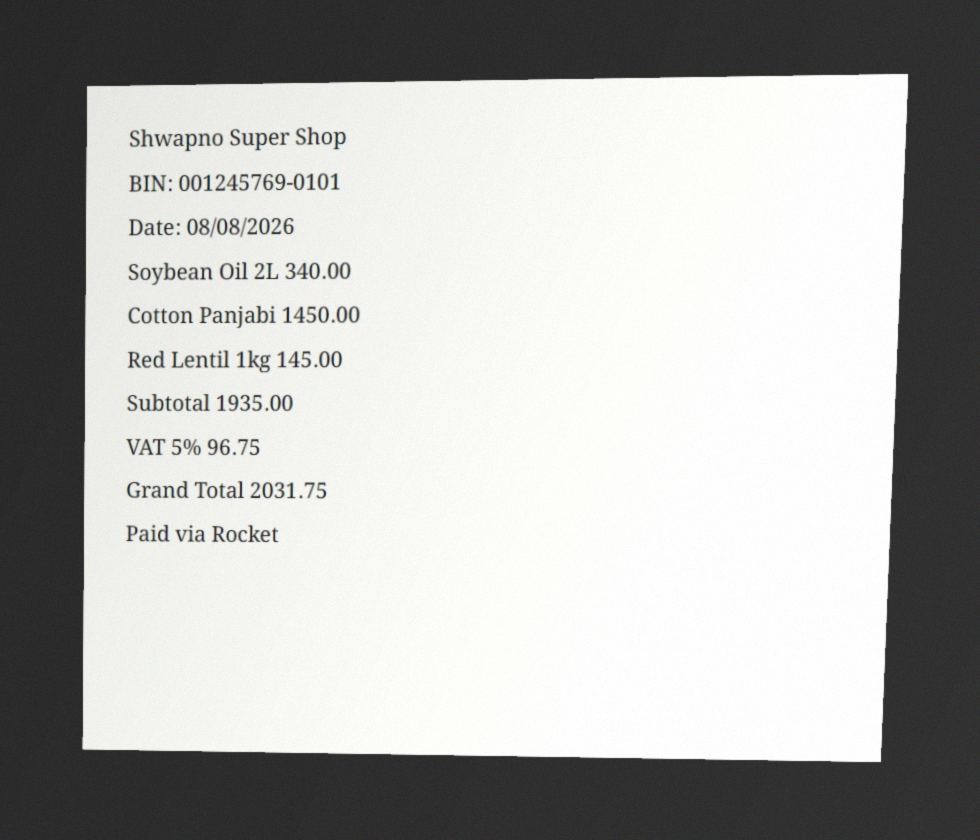 Shwapno Super Shop
BIN: 001245769-0101
Date: 08/08/2026
Soybean Oil 2L 340.00
Cotton Panjabi 1450.00
Red Lentil 1kg 145.00
Subtotal 1935.00
VAT 5% 96.75
Grand Total 2031.75
Paid via Rocket